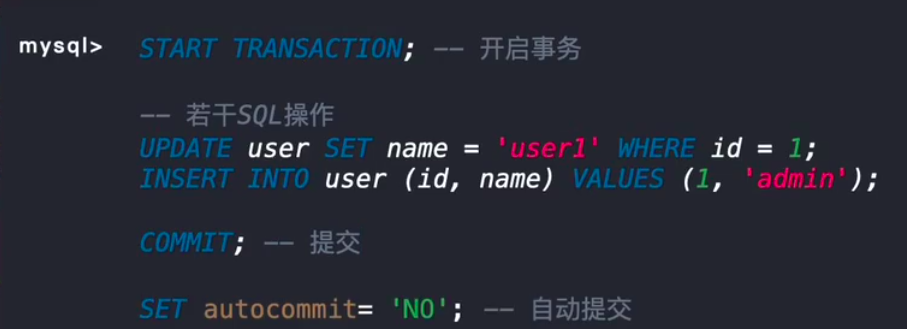 mysql> START TRANSACTION; -- 开启事务
-- 若干SQL操作
UPDATE user SET name = 'user1' WHERE id = 1;
INSERT INTO user (id, name) VALUES (1, 'admin');
COMMIT; -- 提交
SET autocommit= 'NO'; -- 自动提交